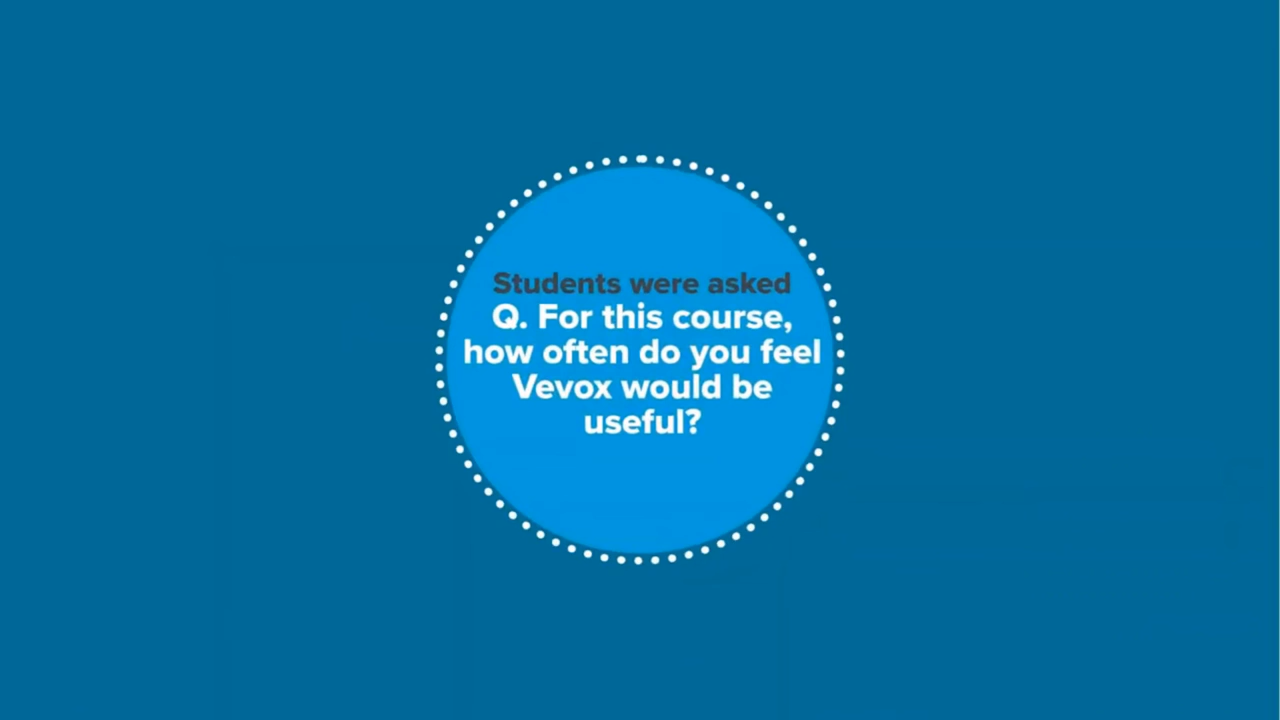 Students were asked
Q. For this course,
how often do you feel
Vevox would be
useful?